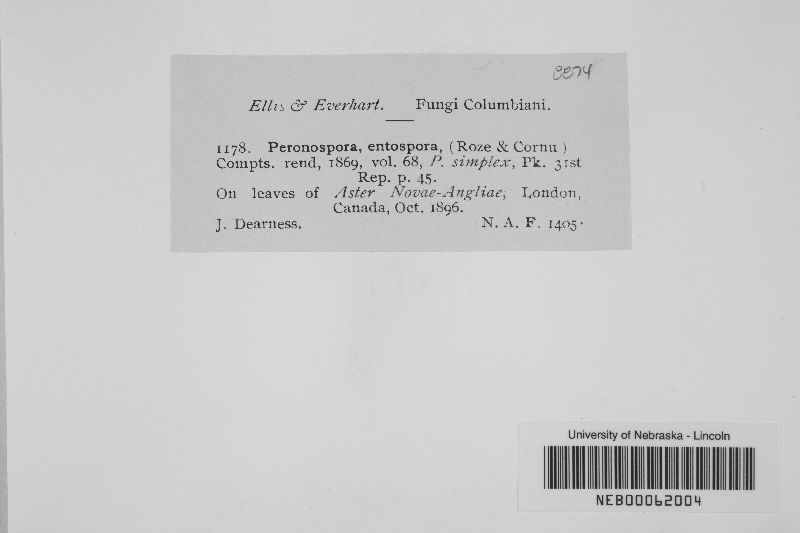 Ellis & Everhart. Fungi Columbiani.
1178. Peronospora, entospora, (Roze & Cornu)
Compts. rend, 1869, vol. 68, P. simplex, Pk. 31st
Rep. p. 45.
On leaves of Aster Novae-Angliae, London,
Canada, Oct. 1896.
J. Dearness. N. A. F. 1405.
University of Nebraska - Lincoln
NEB00062004